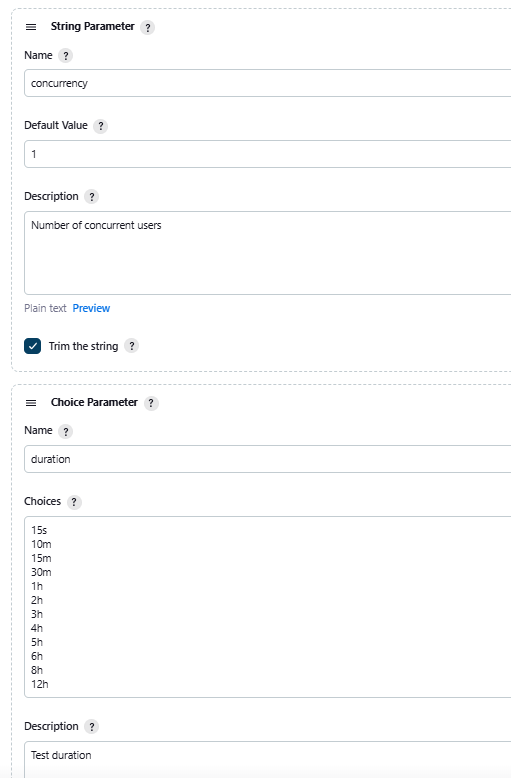 String Parameter ?
Name ?
concurrency
Default Value ?
1
Description ?
Number of concurrent users
Plain text Preview
Trim the string ?
Choice Parameter ?
Name ?
duration
Choices ?
15s
10m
15m
30m
1h
2h
3h
4h
5h
6h
8h
12h
Description ?
Test duration